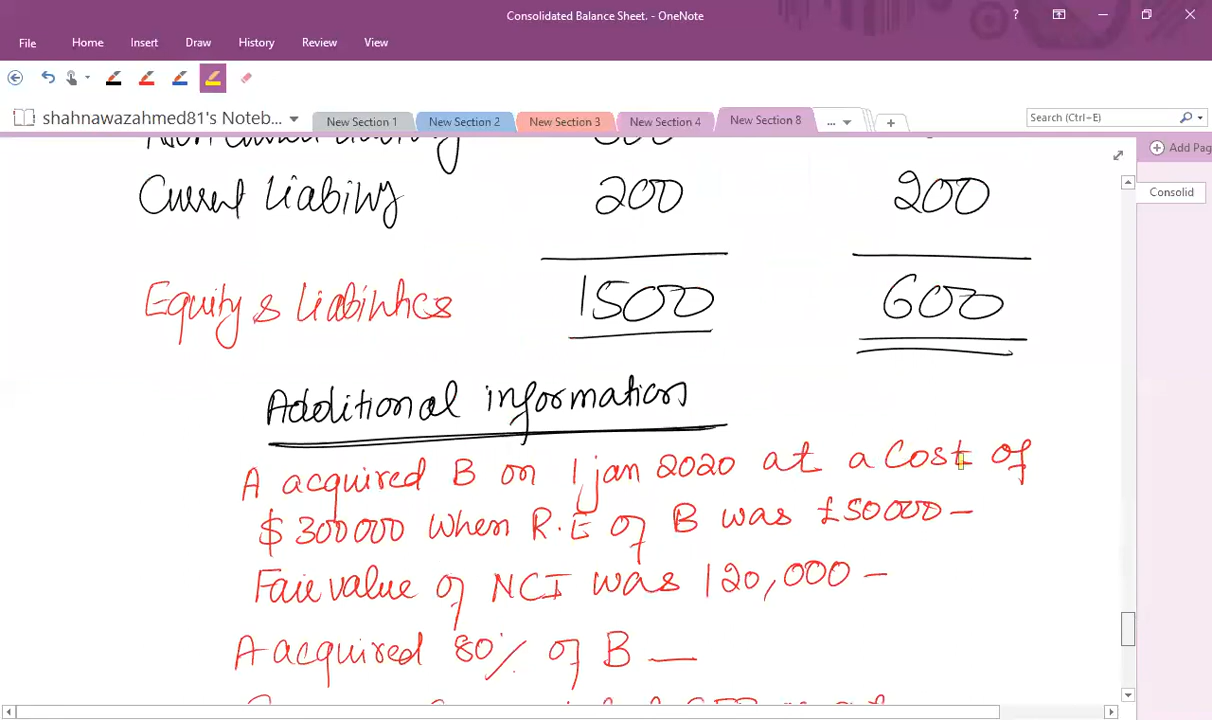 Consolidated Balance Sheet. - OneNote
File Home Insert Draw History Review View
shahnawazahmed81's Noteb... New Section 1 New Section 2 New Section 3 New Section 4 New Section 8 ... Search (Ctrl+E)
Add Pag
Consolid
Current Liability 200 200
Equity & liabilities 1500 600
Additional information
A acquired B on 1 jan 2020 at a Cost of
$ 300000 when R.E of B was £50000 -
Fair value of NCI was 120,000 -
A acquired 80% of B —